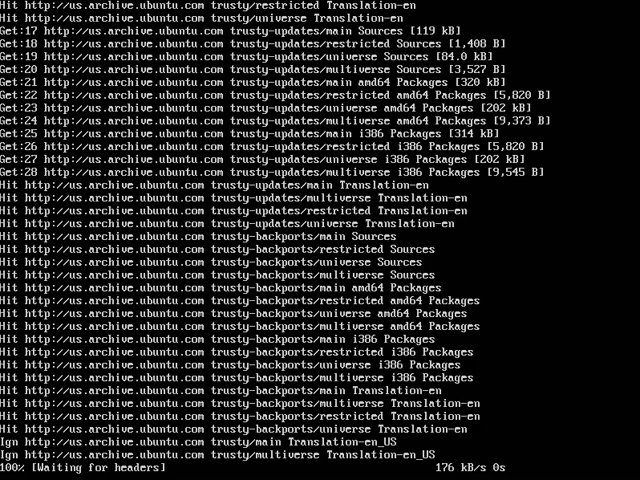 Hit http://us.archive.ubuntu.com trusty/restricted Translation-en
Hit http://us.archive.ubuntu.com trusty/universe Translation-en
Get:17 http://us.archive.ubuntu.com trusty-updates/main Sources [119 kB]
Get:18 http://us.archive.ubuntu.com trusty-updates/restricted Sources [1,408 B]
Get:19 http://us.archive.ubuntu.com trusty-updates/universe Sources [84.0 kB]
Get:20 http://us.archive.ubuntu.com trusty-updates/multiverse Sources [3,527 B]
Get:21 http://us.archive.ubuntu.com trusty-updates/main amd64 Packages [320 kB]
Get:22 http://us.archive.ubuntu.com trusty-updates/restricted amd64 Packages [5,820 B]
Get:23 http://us.archive.ubuntu.com trusty-updates/universe amd64 Packages [202 kB]
Get:24 http://us.archive.ubuntu.com trusty-updates/multiverse amd64 Packages [9,373 B]
Get:25 http://us.archive.ubuntu.com trusty-updates/main i386 Packages [314 kB]
Get:26 http://us.archive.ubuntu.com trusty-updates/restricted i386 Packages [5,820 B]
Get:27 http://us.archive.ubuntu.com trusty-updates/universe i386 Packages [202 kB]
Get:28 http://us.archive.ubuntu.com trusty-updates/multiverse i386 Packages [9,545 B]
Hit http://us.archive.ubuntu.com trusty-updates/main Translation-en
Hit http://us.archive.ubuntu.com trusty-updates/multiverse Translation-en
Hit http://us.archive.ubuntu.com trusty-updates/restricted Translation-en
Hit http://us.archive.ubuntu.com trusty-updates/universe Translation-en
Hit http://us.archive.ubuntu.com trusty-backports/main Sources
Hit http://us.archive.ubuntu.com trusty-backports/restricted Sources
Hit http://us.archive.ubuntu.com trusty-backports/universe Sources
Hit http://us.archive.ubuntu.com trusty-backports/multiverse Sources
Hit http://us.archive.ubuntu.com trusty-backports/main amd64 Packages
Hit http://us.archive.ubuntu.com trusty-backports/restricted amd64 Packages
Hit http://us.archive.ubuntu.com trusty-backports/universe amd64 Packages
Hit http://us.archive.ubuntu.com trusty-backports/multiverse amd64 Packages
Hit http://us.archive.ubuntu.com trusty-backports/main i386 Packages
Hit http://us.archive.ubuntu.com trusty-backports/restricted i386 Packages
Hit http://us.archive.ubuntu.com trusty-backports/universe i386 Packages
Hit http://us.archive.ubuntu.com trusty-backports/multiverse i386 Packages
Hit http://us.archive.ubuntu.com trusty-backports/main Translation-en
Hit http://us.archive.ubuntu.com trusty-backports/multiverse Translation-en
Hit http://us.archive.ubuntu.com trusty-backports/restricted Translation-en
Hit http://us.archive.ubuntu.com trusty-backports/universe Translation-en
Ign http://us.archive.ubuntu.com trusty/main Translation-en_US
Ign http://us.archive.ubuntu.com trusty/multiverse Translation-en_US
100% [Waiting for headers] 176 kB/s 0s